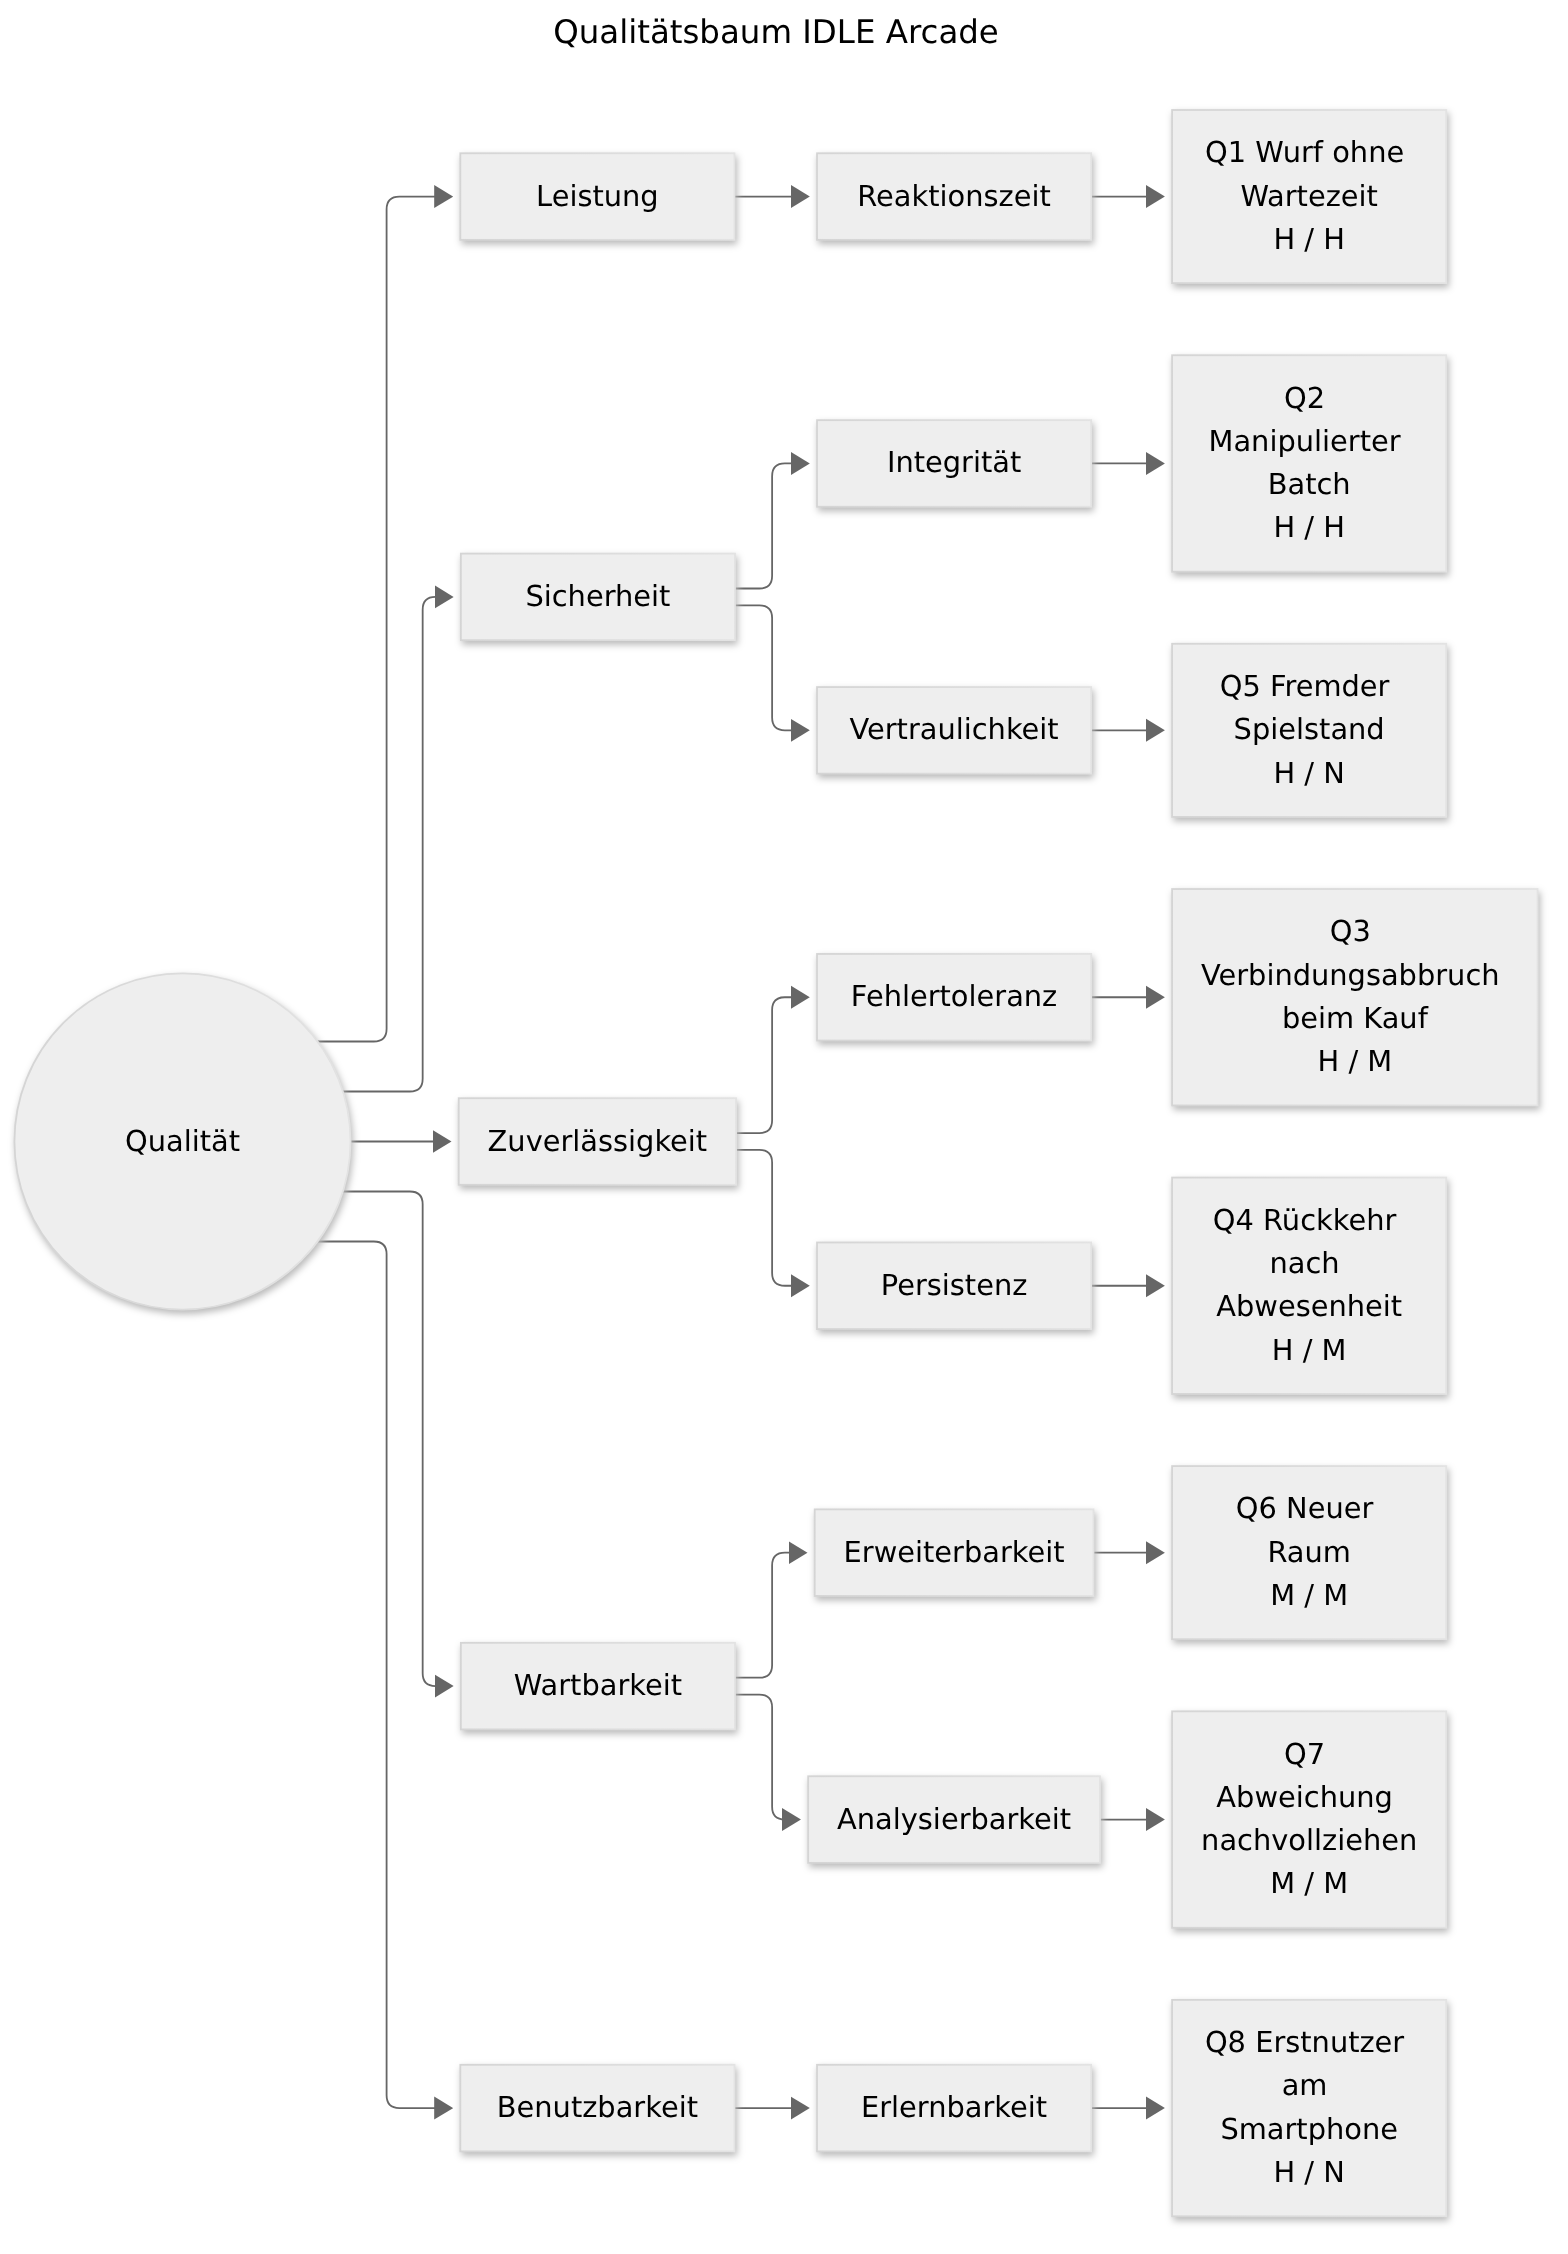 Qualitätsbaum IDLE Arcade
Qualität
Leistung
Reaktionszeit
Q1 Wurf ohne
Wartezeit
H / H
Sicherheit
Integrität
Q2
Manipulierter
Batch
H / H
Vertraulichkeit
Q5 Fremder
Spielstand
H / N
Zuverlässigkeit
Fehlertoleranz
Q3
Verbindungsabbruch
beim Kauf
H / M
Persistenz
Q4 Rückkehr
nach
Abwesenheit
H / M
Wartbarkeit
Erweiterbarkeit
Q6 Neuer
Raum
M / M
Analysierbarkeit
Q7
Abweichung
nachvollziehen
M / M
Benutzbarkeit
Erlernbarkeit
Q8 Erstnutzer
am
Smartphone
H / N